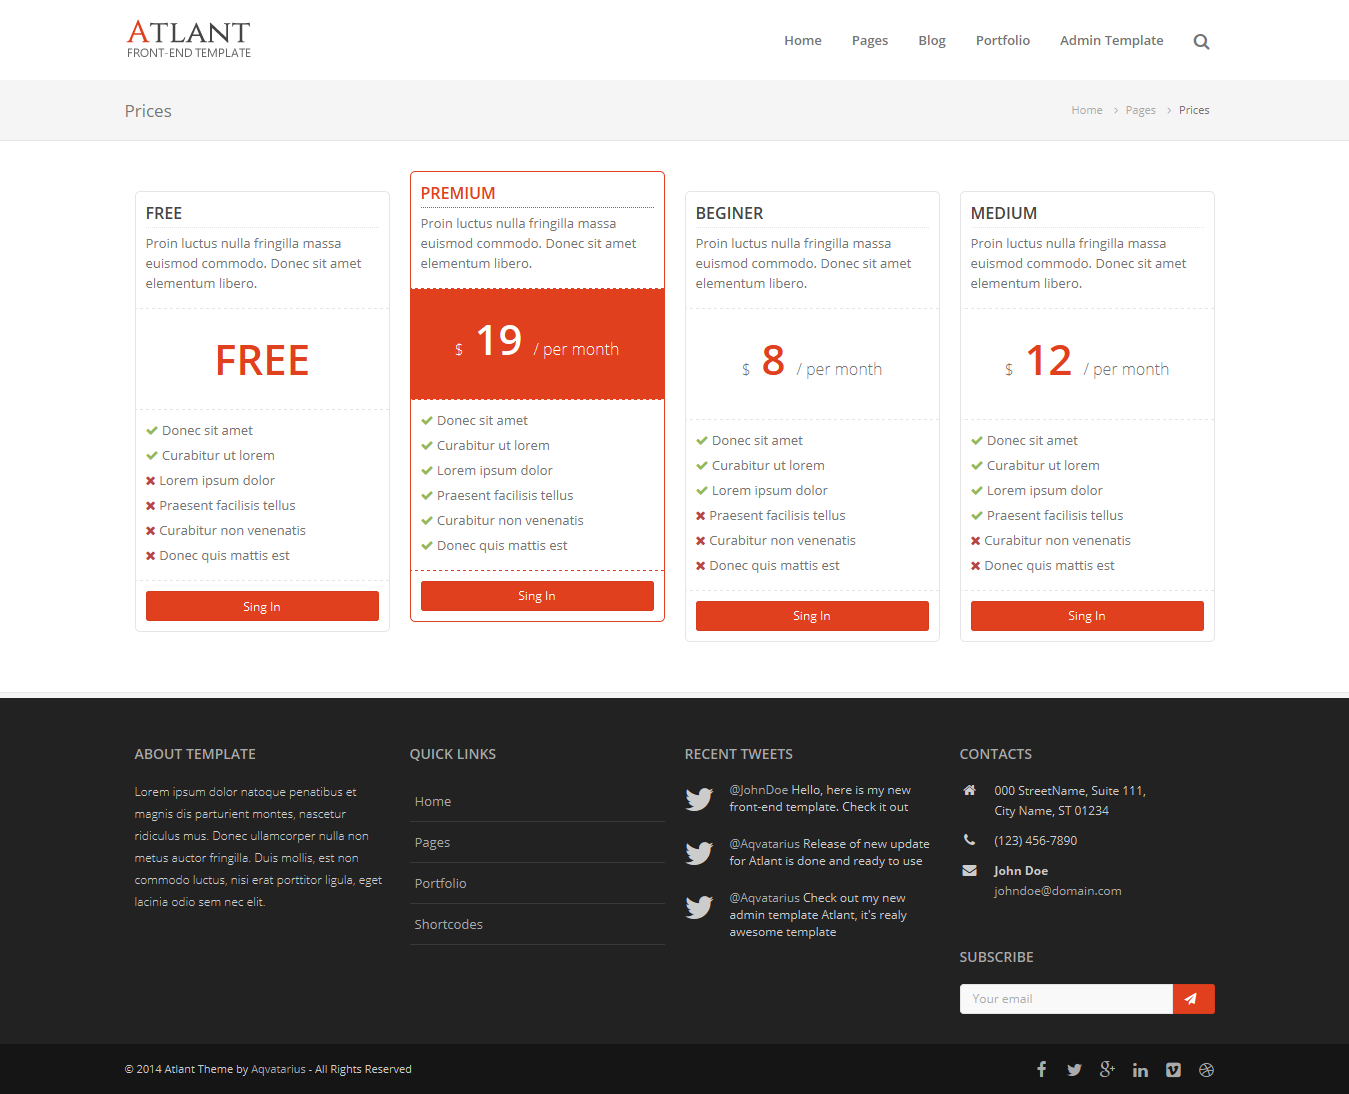 ATLANT
FRONT-END TEMPLATE
Home Pages Blog Portfolio Admin Template
Prices
Home > Pages > Prices
FREE
Proin luctus nulla fringilla massa
euismod commodo. Donec sit amet
elementum libero.
FREE
Donec sit amet
Curabitur ut lorem
Lorem ipsum dolor
Praesent facilisis tellus
Curabitur non venenatis
Donec quis mattis est
Sing In
PREMIUM
Proin luctus nulla fringilla massa
euismod commodo. Donec sit amet
elementum libero.
$ 19 / per month
Donec sit amet
Curabitur ut lorem
Lorem ipsum dolor
Praesent facilisis tellus
Curabitur non venenatis
Donec quis mattis est
Sing In
BEGINER
Proin luctus nulla fringilla massa
euismod commodo. Donec sit amet
elementum libero.
$ 8 / per month
Donec sit amet
Curabitur ut lorem
Lorem ipsum dolor
Praesent facilisis tellus
Curabitur non venenatis
Donec quis mattis est
Sing In
MEDIUM
Proin luctus nulla fringilla massa
euismod commodo. Donec sit amet
elementum libero.
$ 12 / per month
Donec sit amet
Curabitur ut lorem
Lorem ipsum dolor
Praesent facilisis tellus
Curabitur non venenatis
Donec quis mattis est
Sing In
ABOUT TEMPLATE
Lorem ipsum dolor natoque penatibus et
magnis dis parturient montes, nascetur
ridiculus mus. Donec ullamcorper nulla non
metus auctor fringilla. Duis mollis, est non
commodo luctus, nisi erat porttitor ligula, eget
lacinia odio sem nec elit.
QUICK LINKS
Home
Pages
Portfolio
Shortcodes
RECENT TWEETS
@JohnDoe Hello, here is my new
front-end template. Check it out
@Aqvatarius Release of new update
for Atlant is done and ready to use
@Aqvatarius Check out my new
admin template Atlant, it's realy
awesome template
CONTACTS
000 StreetName, Suite 111,
City Name, ST 01234
(123) 456-7890
John Doe
johndoe@domain.com
SUBSCRIBE
Your email
© 2014 Atlant Theme by Aqvatarius - All Rights Reserved